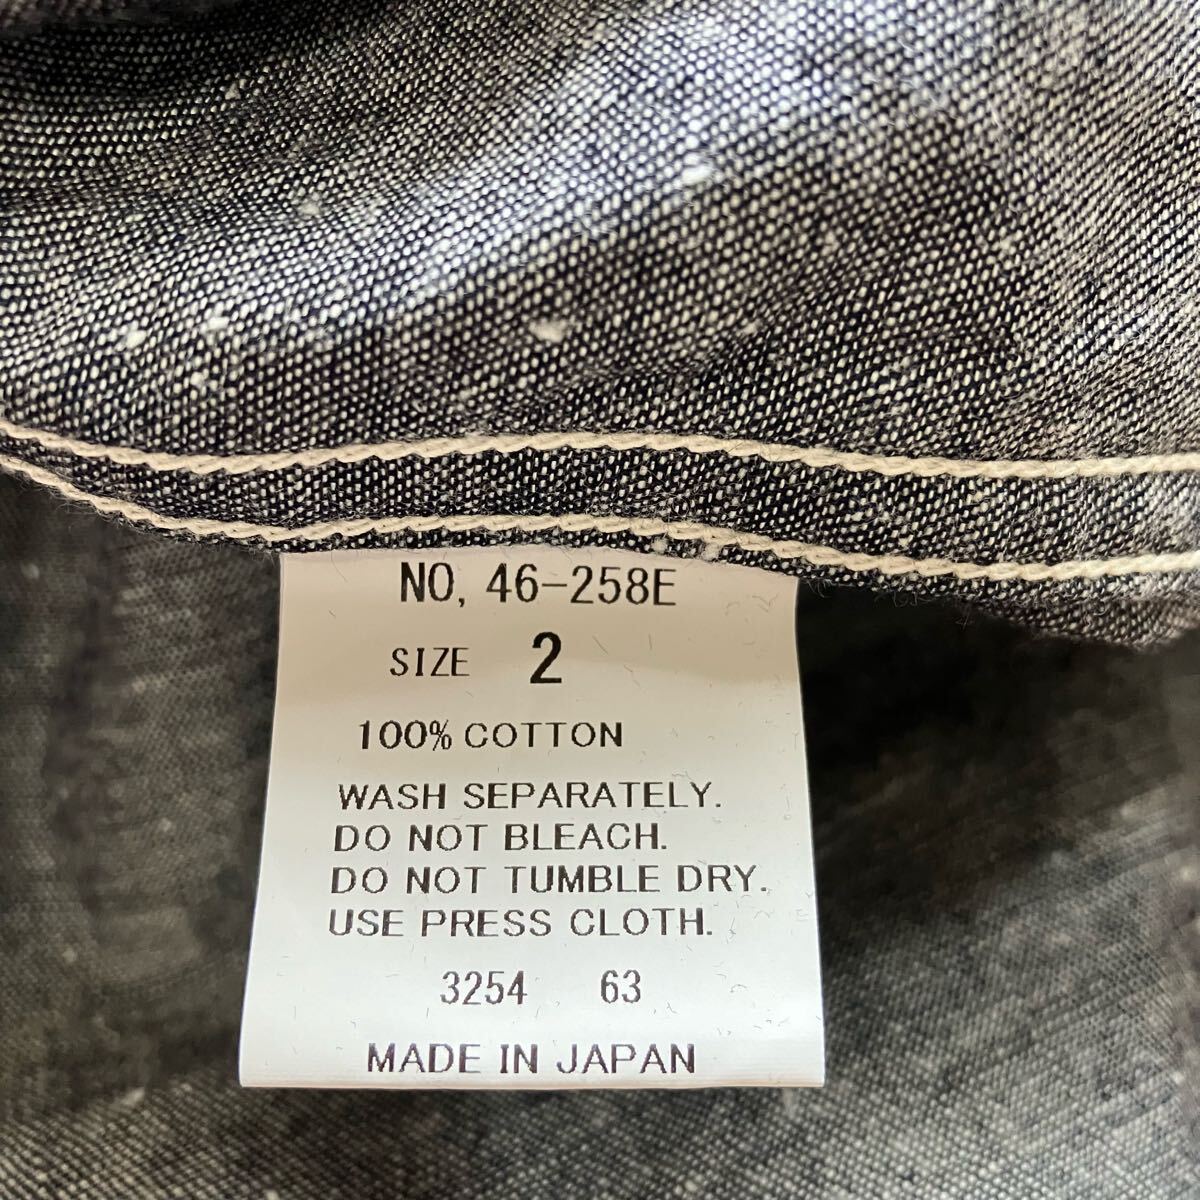 NO, 46-258E
SIZE 2
100% COTTON
WASH SEPARATELY.
DO NOT BLEACH.
DO NOT TUMBLE DRY.
USE PRESS CLOTH.
3254 63
MADE IN JAPAN